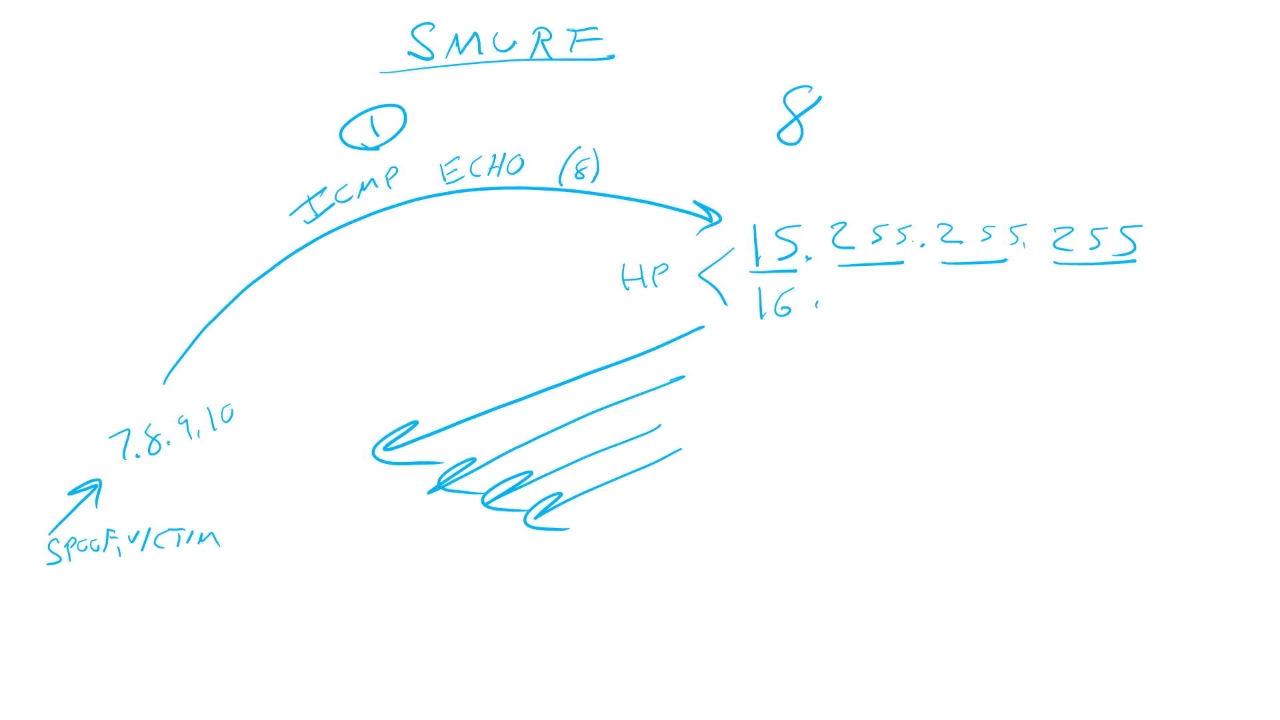 SMURF
1
8
ICMP ECHO (8)
15.255.255.255
HP
16.
7.8.9.10
SPOOF, VICTIM